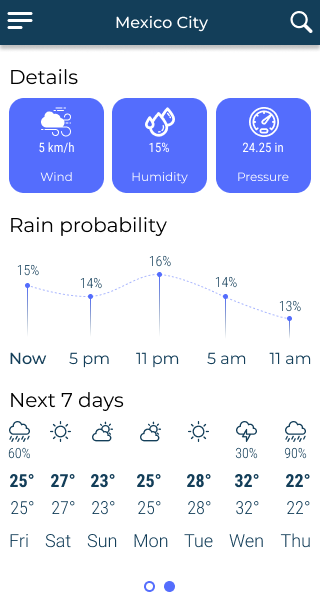 Mexico City
Details
5 km/h 15% 24.25 in
Wind Humidity Pressure
Rain probability
15% 14% 16% 14% 13%
Now 5 pm 11 pm 5 am 11 am
Next 7 days
60% 30% 90%
25° 27° 23° 25° 28° 32° 22°
25° 27° 23° 25° 28° 32° 22°
Fri Sat Sun Mon Tue Wen Thu